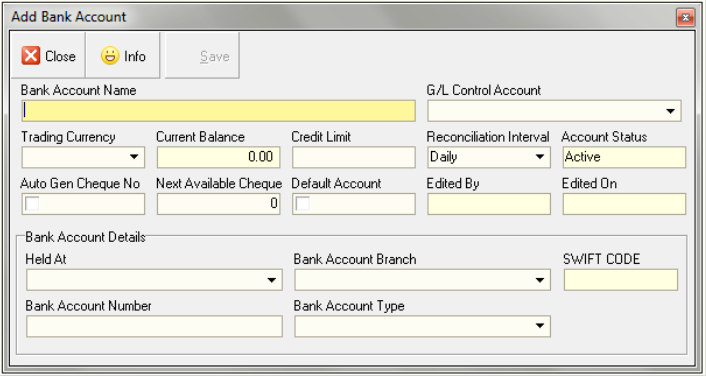 Add Bank Account
Close Info Save
Bank Account Name G/L Control Account
Trading Currency Current Balance Credit Limit Reconciliation Interval Account Status
0.00 Daily Active
Auto Gen Cheque No Next Available Cheque Default Account Edited By Edited On
0
Bank Account Details
Held At Bank Account Branch SWIFT CODE
Bank Account Number Bank Account Type